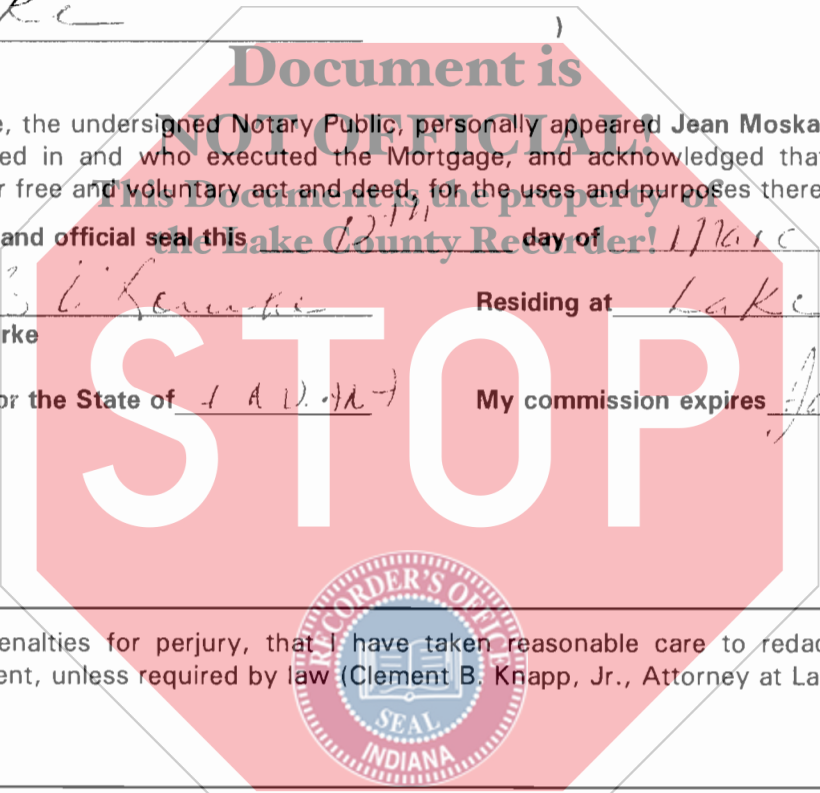 Document is
NOT OFFICIAL!
e, the undersigned Notary Public, personally appeared Jean Moska
ed in and who executed the Mortgage, and acknowledged that
r free and voluntary act and deed, for the uses and purposes there
This Document is the property of
and official seal this 12th day of Marc
the Lake County Recorder!
Residing at Lake
rke
or the State of My commission expires
STOP
enalties for perjury, that I have taken reasonable care to redac
ent, unless required by law (Clement B. Knapp, Jr., Attorney at La
RECORDER'S OFFICE
SEAL
INDIANA